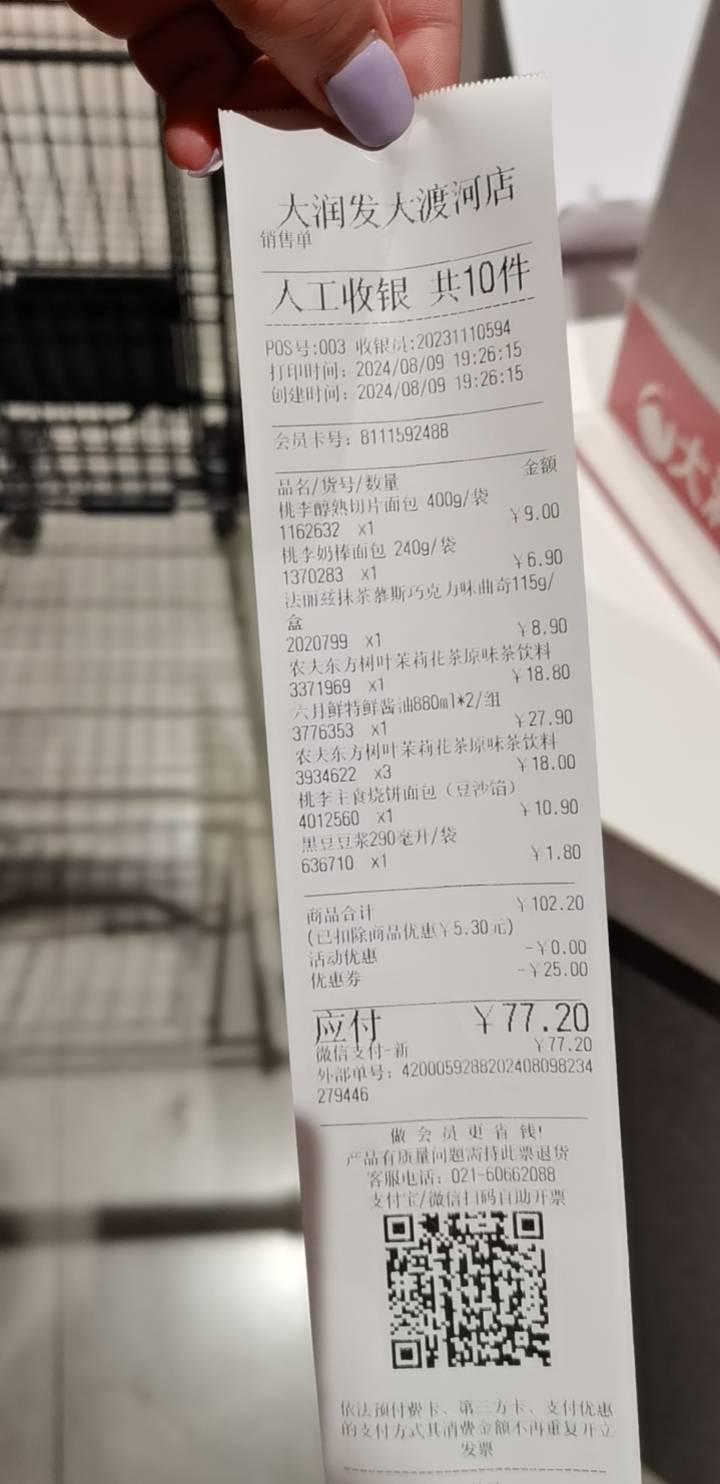 大润发大渡河店
销售单
人工收银 共10件
POS号:003 收银员:20231110594
打印时间: 2024/08/09 19:26:15
创建时间: 2024/08/09 19:26:15
会员卡号: 8111592488
品名/货号/数量 金额
桃李醇熟切片面包 400g/袋
1162632 x1 ¥9.00
桃李奶棒面包 240g/袋
1370283 x1 ¥6.90
法丽兹抹茶慕斯巧克力味曲奇115g/
盒
2020799 x1 ¥8.90
农夫东方树叶茉莉花茶原味茶饮料
3371969 x1 ¥18.80
六月鲜特鲜酱油880ml*2/组
3776353 x1 ¥27.90
农夫东方树叶茉莉花茶原味茶饮料
3934622 x3 ¥18.00
桃李主食烧饼面包（豆沙馅）
4012560 x1 ¥10.90
黑豆豆浆290毫升/袋
636710 x1 ¥1.80
商品合计 ¥102.20
(已扣除商品优惠¥5.30元)
活动优惠 -¥0.00
优惠券 -¥25.00
应付 ¥77.20
微信支付-新 ¥77.20
外部单号: 4200059288202408098234
279446
做会员更省钱!
产品有质量问题需持此票退货
客服电话: 021-60662088
支付宝/微信扫码自助开票
依法预付费卡、第三方卡、支付优惠
的支付方式其消费金额不再重复开立
发票
大